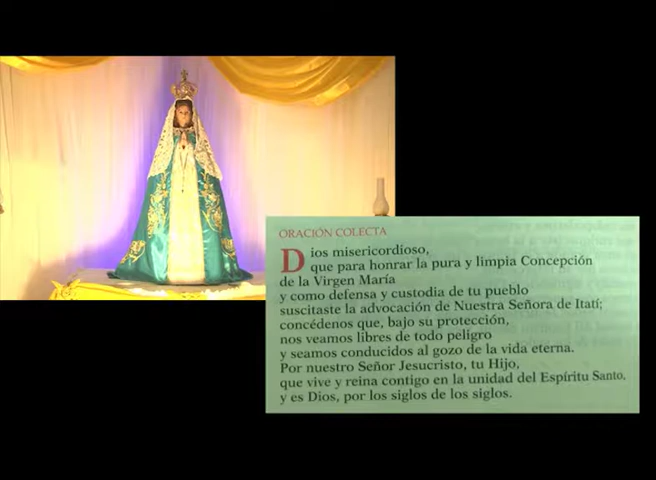 ORACIÓN COLECTA
Dios misericordioso,
que para honrar la pura y limpia Concepción
de la Virgen María
y como defensa y custodia de tu pueblo
suscitaste la advocación de Nuestra Señora de Itatí;
concédenos que, bajo su protección,
nos veamos libres de todo peligro
y seamos conducidos al gozo de la vida eterna.
Por nuestro Señor Jesucristo, tu Hijo,
que vive y reina contigo en la unidad del Espíritu Santo,
y es Dios, por los siglos de los siglos.